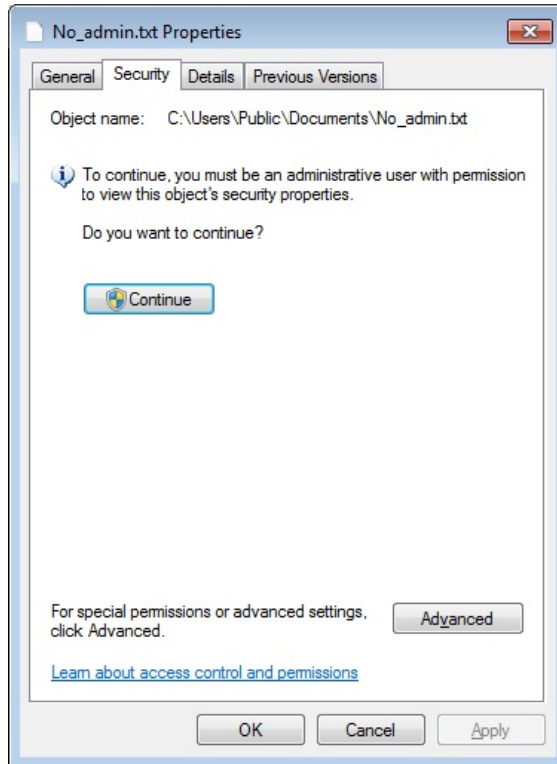 No_admin.txt Properties
General Security Details Previous Versions
Object name: C:\Users\Public\Documents\No_admin.txt
To continue, you must be an administrative user with permission
to view this object's security properties.
Do you want to continue?
Continue
For special permissions or advanced settings,
click Advanced.
Advanced
Learn about access control and permissions
OK Cancel Apply